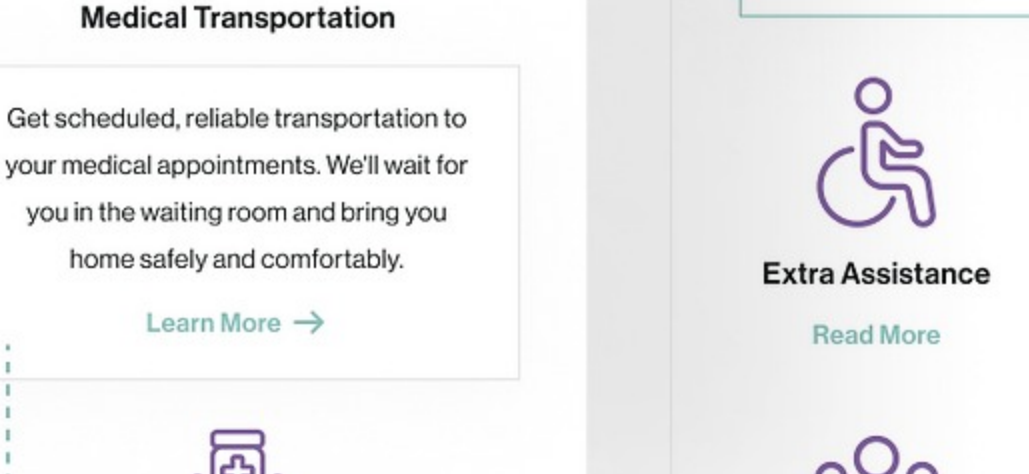 Medical Transportation
Get scheduled, reliable transportation to
your medical appointments. We'll wait for
you in the waiting room and bring you
home safely and comfortably.
Learn More →
Extra Assistance
Read More